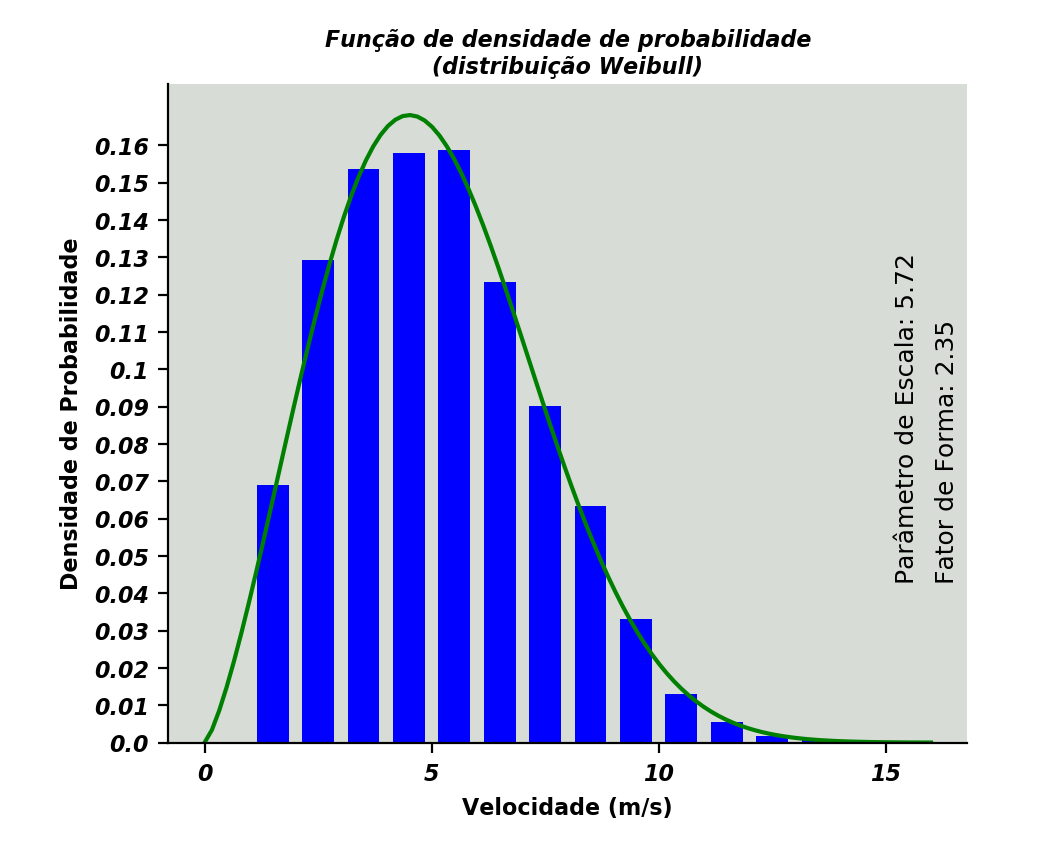 Função de densidade de probabilidade
(distribuição Weibull)
0.16
0.15
0.14
0.13
0.12
0.11
0.1
0.09
0.08
0.07
0.06
0.05
0.04
0.03
0.02
0.01
0.0
Densidade de Probabilidade
Parâmetro de Escala: 5.72
Fator de Forma: 2.35
0 5 10 15
Velocidade (m/s)